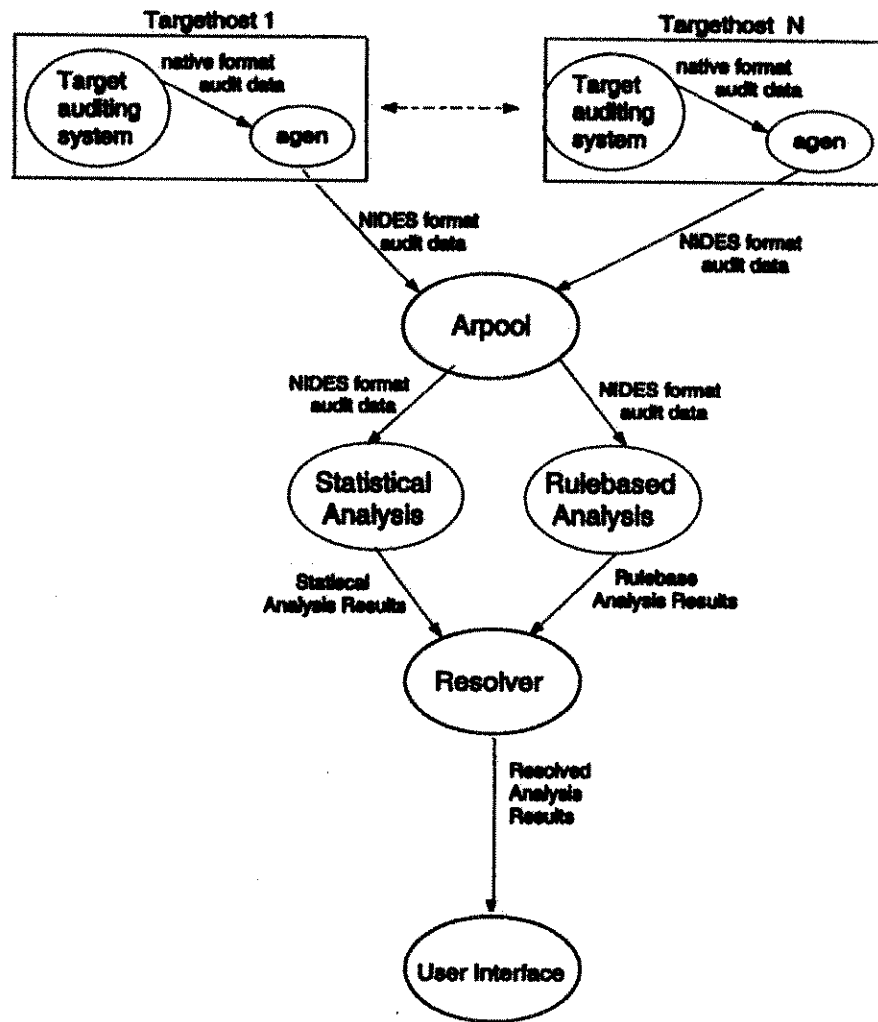 Targethost 1
Targethost N
native format
audit data
Target
auditing
system
agen
native format
audit data
Target
auditing
system
agen
NIDES format
audit data
NIDES format
audit data
Arpool
NIDES format
audit data
NIDES format
audit data
Statistical
Analysis
Rulebased
Analysis
Statiscal
Analysis Results
Rulebase
Analysis Results
Resolver
Resolved
Analysis
Results
User Interface